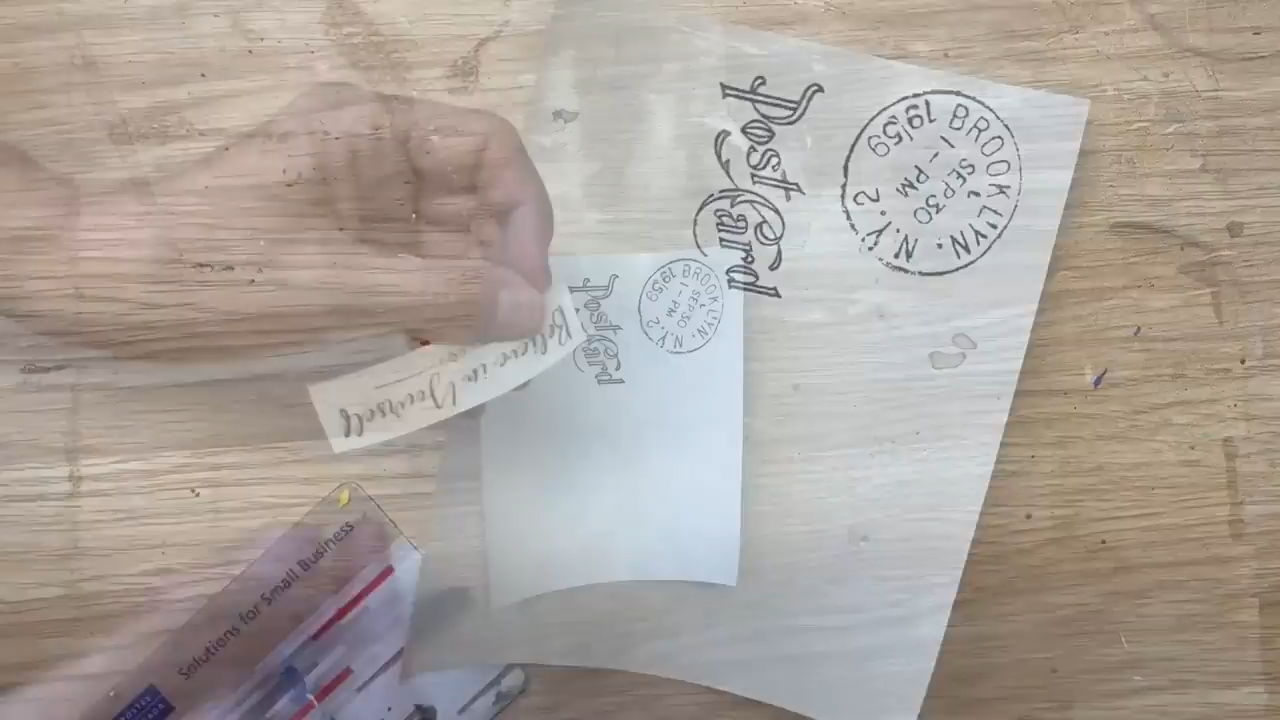 Post Card
BROOKLYN, N.Y. 2
SEP 30
1 - PM
1959
Post Card
BROOKLYN, N.Y. 2
SEP 30
1 - PM
1959
Believe in Yourself
Solutions for Small Business